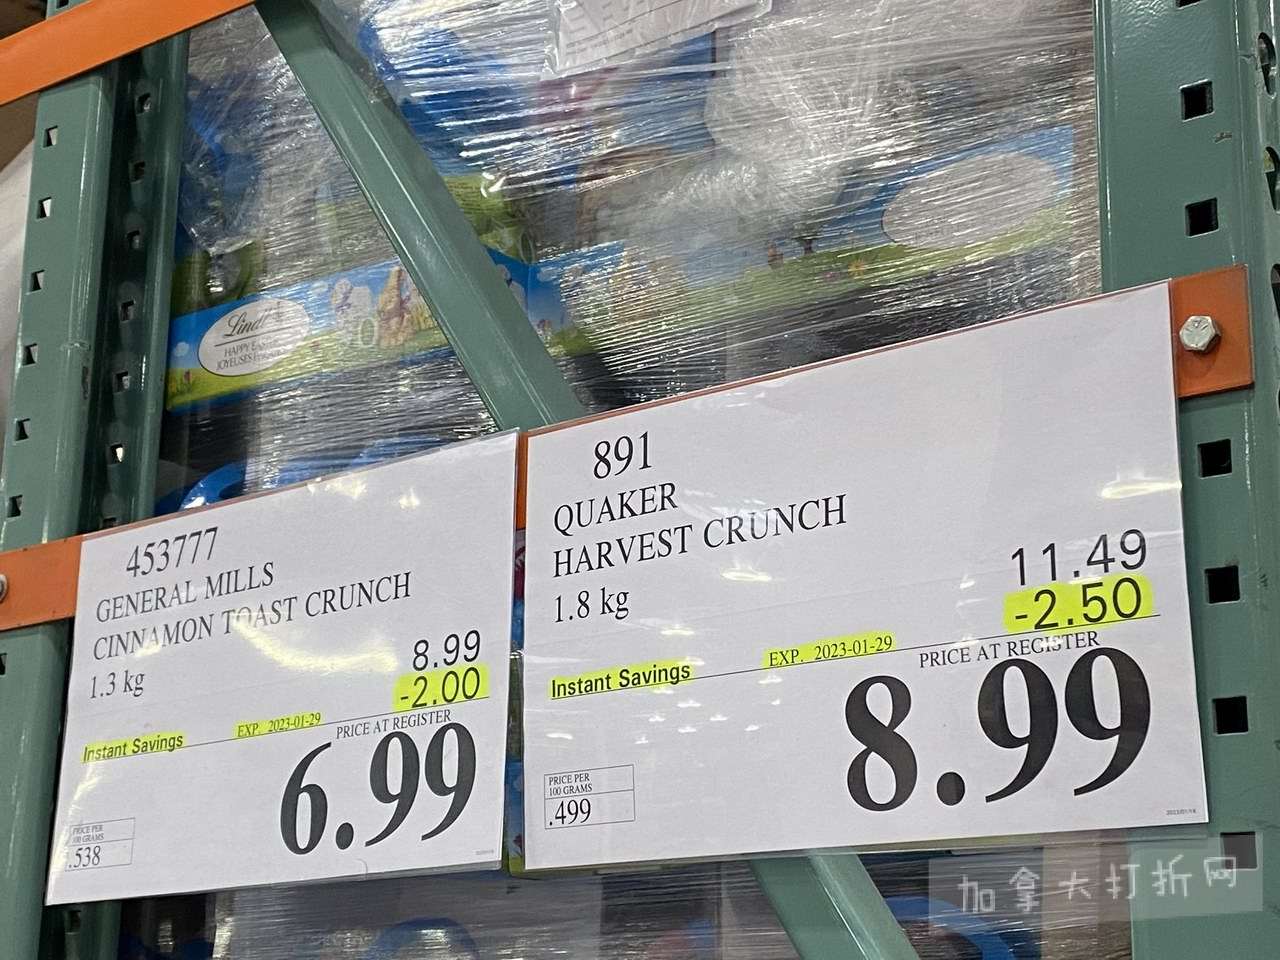 Lindt
HAPPY EASTER
453777
GENERAL MILLS
CINNAMON TOAST CRUNCH
1.3 kg
8.99
-2.00
Instant Savings
EXP. 2023-01-29
PRICE AT REGISTER
6.99
PRICE PER
100 GRAMS
.538
891
QUAKER
HARVEST CRUNCH
1.8 kg
11.49
-2.50
Instant Savings
EXP. 2023-01-29
PRICE AT REGISTER
8.99
PRICE PER
100 GRAMS
.499
加拿大打折网